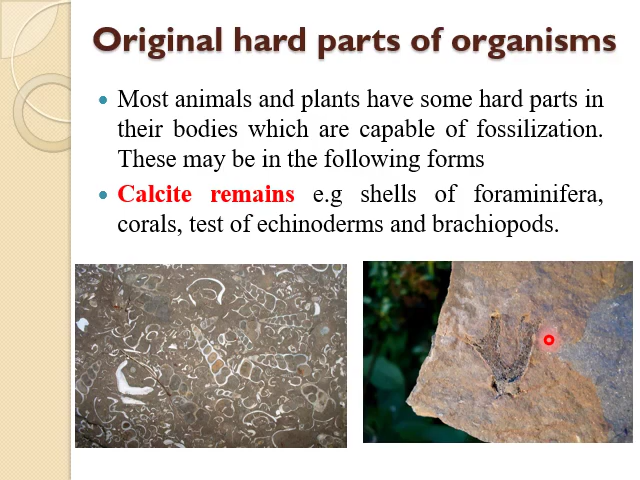 Original hard parts of organisms
Most animals and plants have some hard parts in
their bodies which are capable of fossilization.
These may be in the following forms
Calcite remains e.g shells of foraminifera,
corals, test of echinoderms and brachiopods.